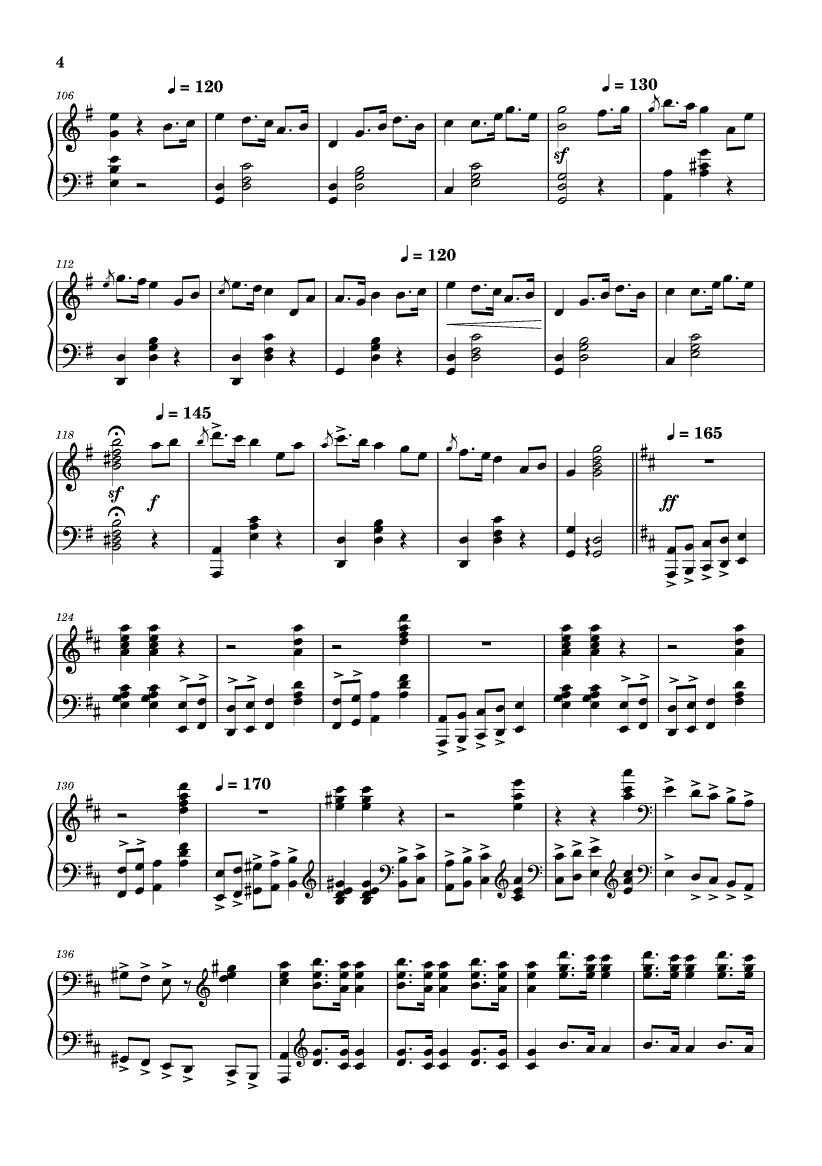 4
106
♩ = 120
♩ = 130
sf
112
♩ = 120
118
♩ = 145
♩ = 165
sf
f
ff
124
130
♩ = 170
136